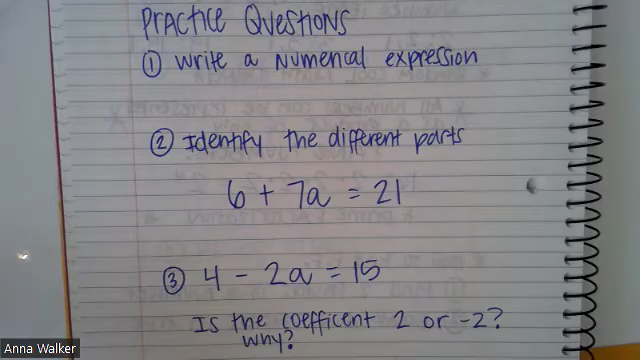 Practice Questions
① Write a Numerical expression
② Identify the different parts
6 + 7a = 21
③ 4 - 2a = 15
Is the coefficent 2 or -2?
Why?
Anna Walker